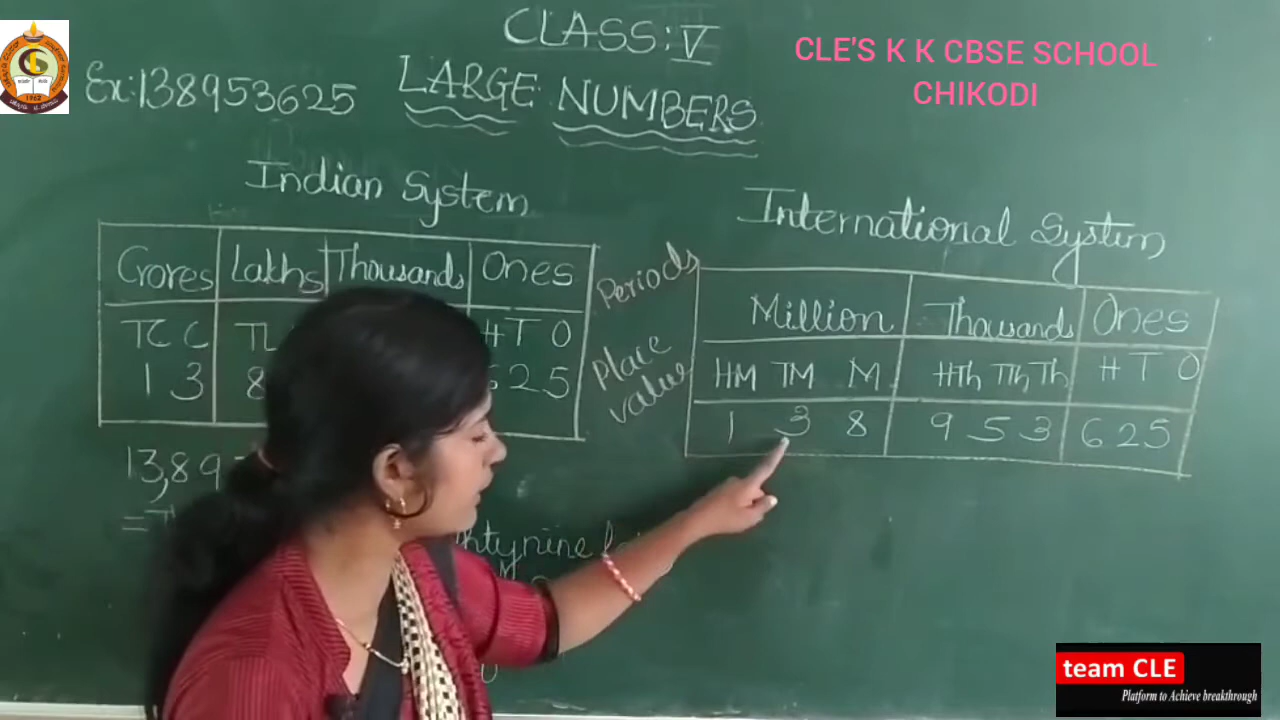 CLASS: V
CLE'S K K CBSE SCHOOL
CHIKODI
Ex:138953625
LARGE NUMBERS
Indian System
Crores Lakhs Thousands Ones
TC C TL H T O
1 3 8 6 2 5
13,89
Periods
Place
value
International System
Million Thousands Ones
HM TM M HTh TTh Th H T O
1 3 8 9 5 3 6 2 5
1962
team CLE
Platform to Achieve breakthrough